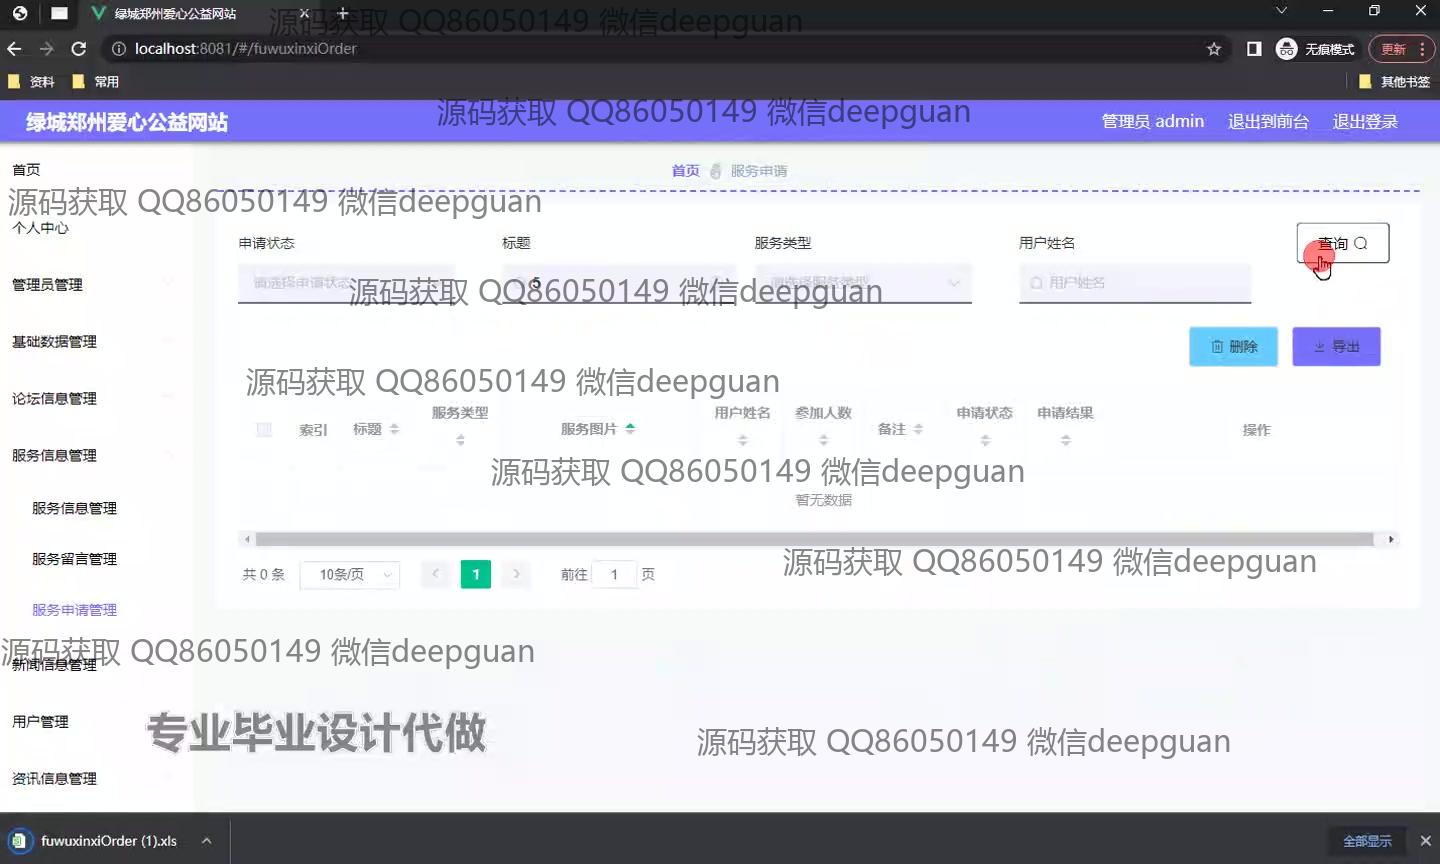 绿城郑州爱心公益网站
localhost:8081/#/fuwuxinxiOrder
无痕模式
更新
资料
常用
其他书签
源码获取 QQ86050149 微信deepguan
绿城郑州爱心公益网站
源码获取 QQ86050149 微信deepguan
管理员 admin
退出到前台
退出登录
首页
首页
服务申请
源码获取 QQ86050149 微信deepguan
个人中心
申请状态
标题
服务类型
用户姓名
查询
管理员管理
请选择申请状态
5
请选择服务类型
用户姓名
源码获取 QQ86050149 微信deepguan
基础数据管理
删除
导出
源码获取 QQ86050149 微信deepguan
论坛信息管理
索引
标题
服务类型
服务图片
用户姓名
参加人数
备注
申请状态
申请结果
操作
服务信息管理
源码获取 QQ86050149 微信deepguan
暂无数据
服务信息管理
服务留言管理
源码获取 QQ86050149 微信deepguan
共 0 条
10条/页
1
前往
1
页
服务申请管理
源码获取 QQ86050149 微信deepguan
新闻信息管理
用户管理
专业毕业设计代做
源码获取 QQ86050149 微信deepguan
资讯信息管理
fuwuxinxiOrder (1).xls
全部显示